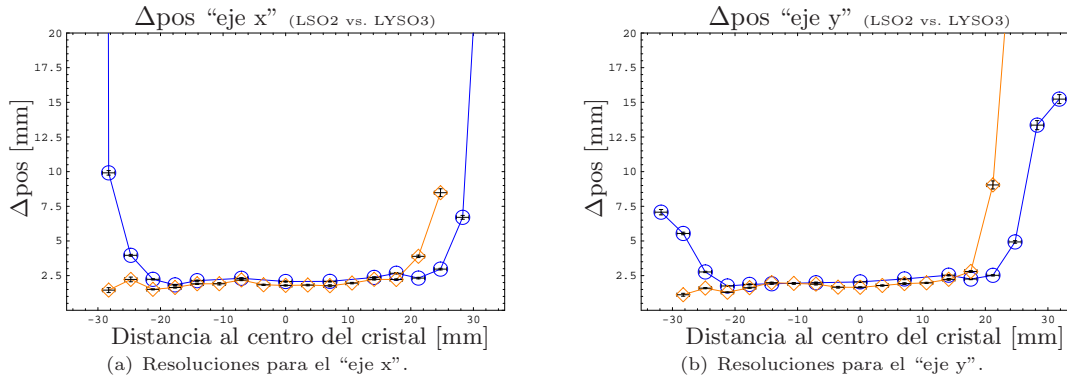 Δpos “eje x” (LSO2 vs. LYSO3)
20
17.5
15
12.5
10
7.5
5
2.5
Δpos [mm]
−30 −20 −10 0 10 20 30
Distancia al centro del cristal [mm]
(a) Resoluciones para el “eje x”.
Δpos “eje y” (LSO2 vs. LYSO3)
20
17.5
15
12.5
10
7.5
5
2.5
Δpos [mm]
−30 −20 −10 0 10 20 30
Distancia al centro del cristal [mm]
(b) Resoluciones para el “eje y”.